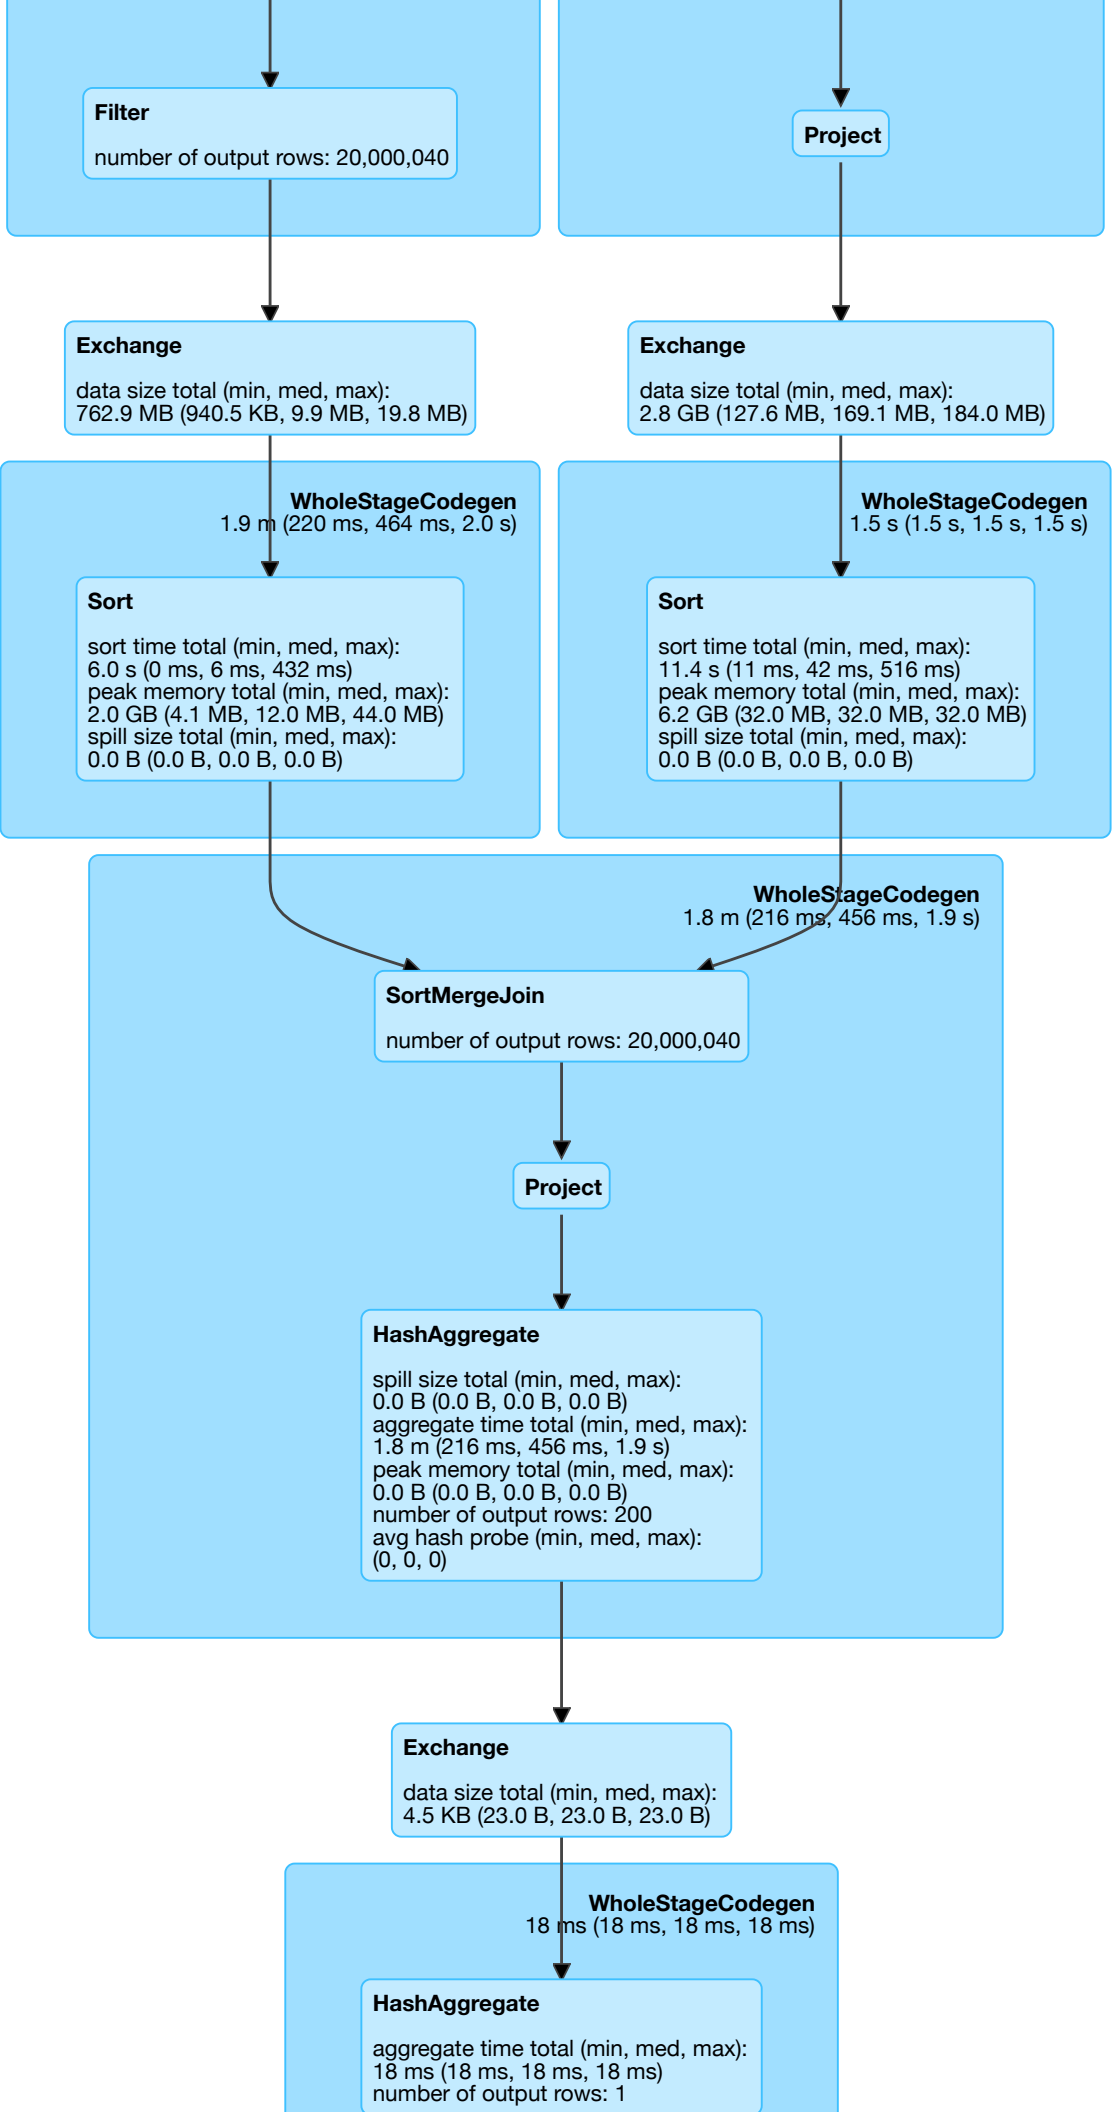 Filter
number of output rows: 20,000,040
Project
Exchange
data size total (min, med, max):
762.9 MB (940.5 KB, 9.9 MB, 19.8 MB)
Exchange
data size total (min, med, max):
2.8 GB (127.6 MB, 169.1 MB, 184.0 MB)
WholeStageCodegen
1.9 m (220 ms, 464 ms, 2.0 s)
Sort
sort time total (min, med, max):
6.0 s (0 ms, 6 ms, 432 ms)
peak memory total (min, med, max):
2.0 GB (4.1 MB, 12.0 MB, 44.0 MB)
spill size total (min, med, max):
0.0 B (0.0 B, 0.0 B, 0.0 B)
WholeStageCodegen
1.5 s (1.5 s, 1.5 s, 1.5 s)
Sort
sort time total (min, med, max):
11.4 s (11 ms, 42 ms, 516 ms)
peak memory total (min, med, max):
6.2 GB (32.0 MB, 32.0 MB, 32.0 MB)
spill size total (min, med, max):
0.0 B (0.0 B, 0.0 B, 0.0 B)
WholeStageCodegen
1.8 m (216 ms, 456 ms, 1.9 s)
SortMergeJoin
number of output rows: 20,000,040
Project
HashAggregate
spill size total (min, med, max):
0.0 B (0.0 B, 0.0 B, 0.0 B)
aggregate time total (min, med, max):
1.8 m (216 ms, 456 ms, 1.9 s)
peak memory total (min, med, max):
0.0 B (0.0 B, 0.0 B, 0.0 B)
number of output rows: 200
avg hash probe (min, med, max):
(0, 0, 0)
Exchange
data size total (min, med, max):
4.5 KB (23.0 B, 23.0 B, 23.0 B)
WholeStageCodegen
18 ms (18 ms, 18 ms, 18 ms)
HashAggregate
aggregate time total (min, med, max):
18 ms (18 ms, 18 ms, 18 ms)
number of output rows: 1